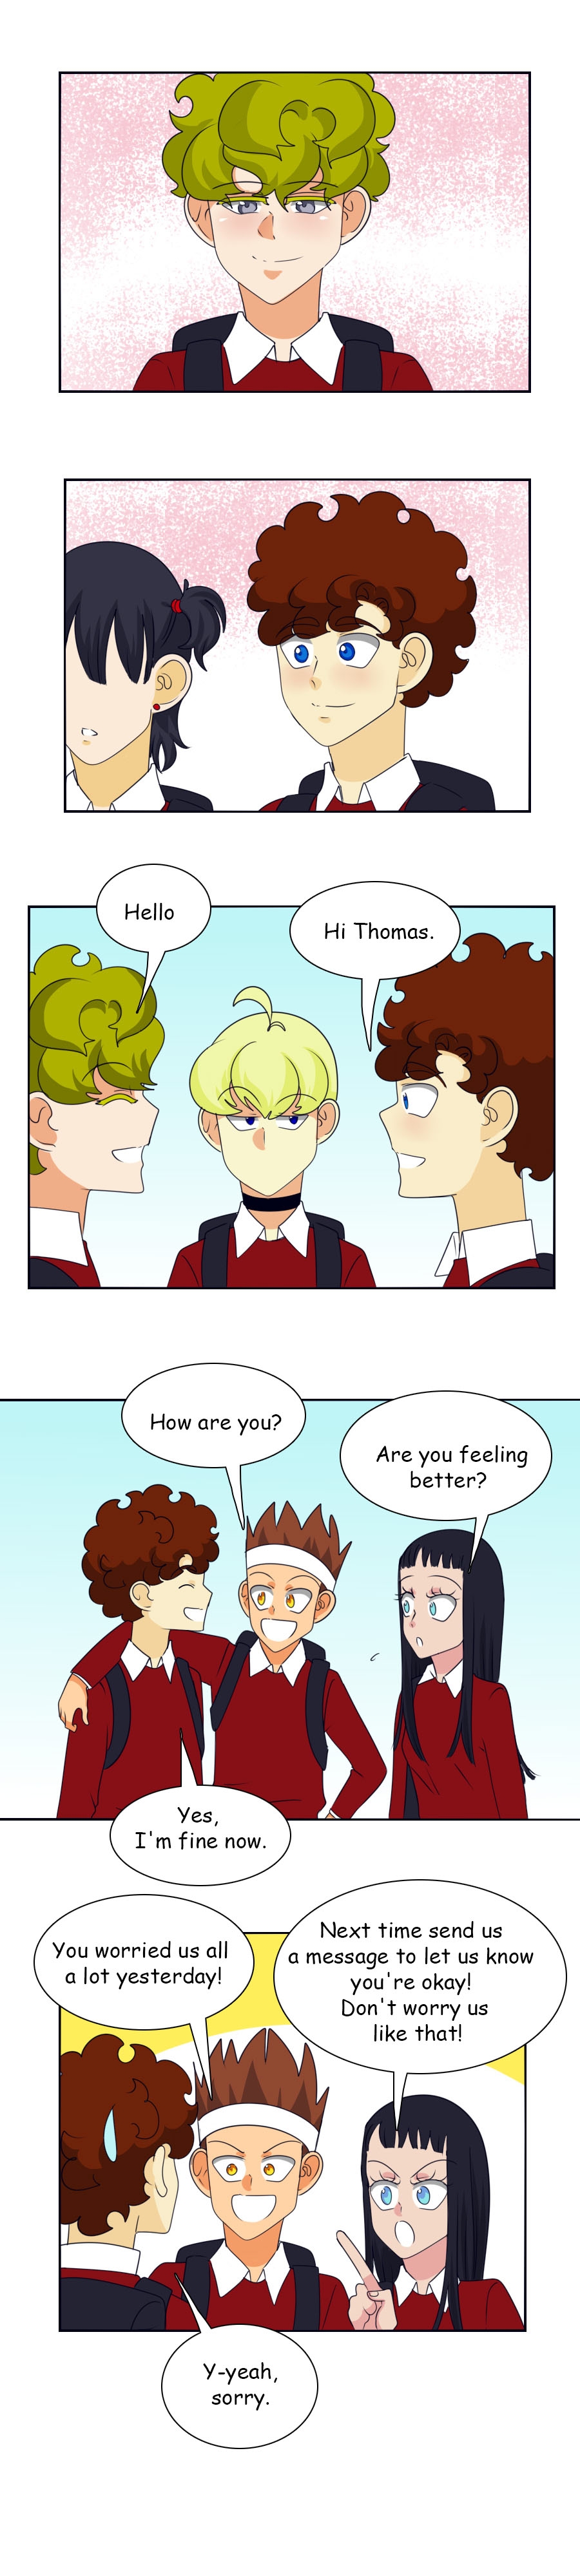 Hello
Hi Thomas.
How are you?
Are you feeling
better?
Yes,
I'm fine now.
You worried us all
a lot yesterday!
Next time send us
a message to let us know
you're okay!
Don't worry us
like that!
Y-yeah,
sorry.